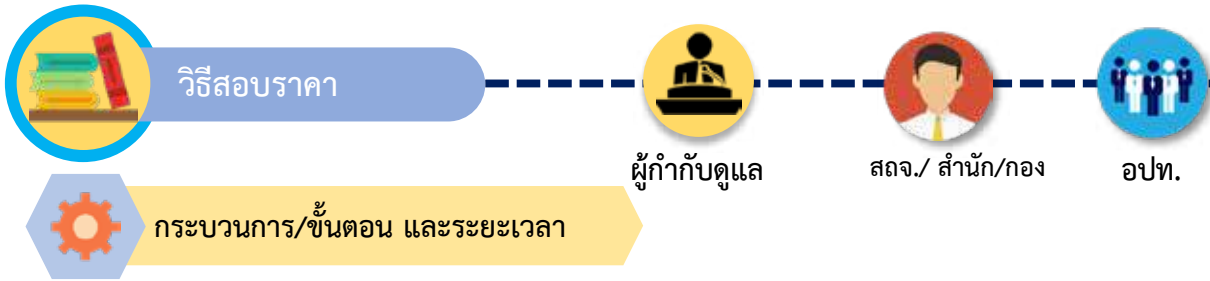 วิธีสอบราคา
ผู้กำกับดูแล
สถจ./ สำนัก/กอง
อปท.
กระบวนการ/ขั้นตอน และระยะเวลา